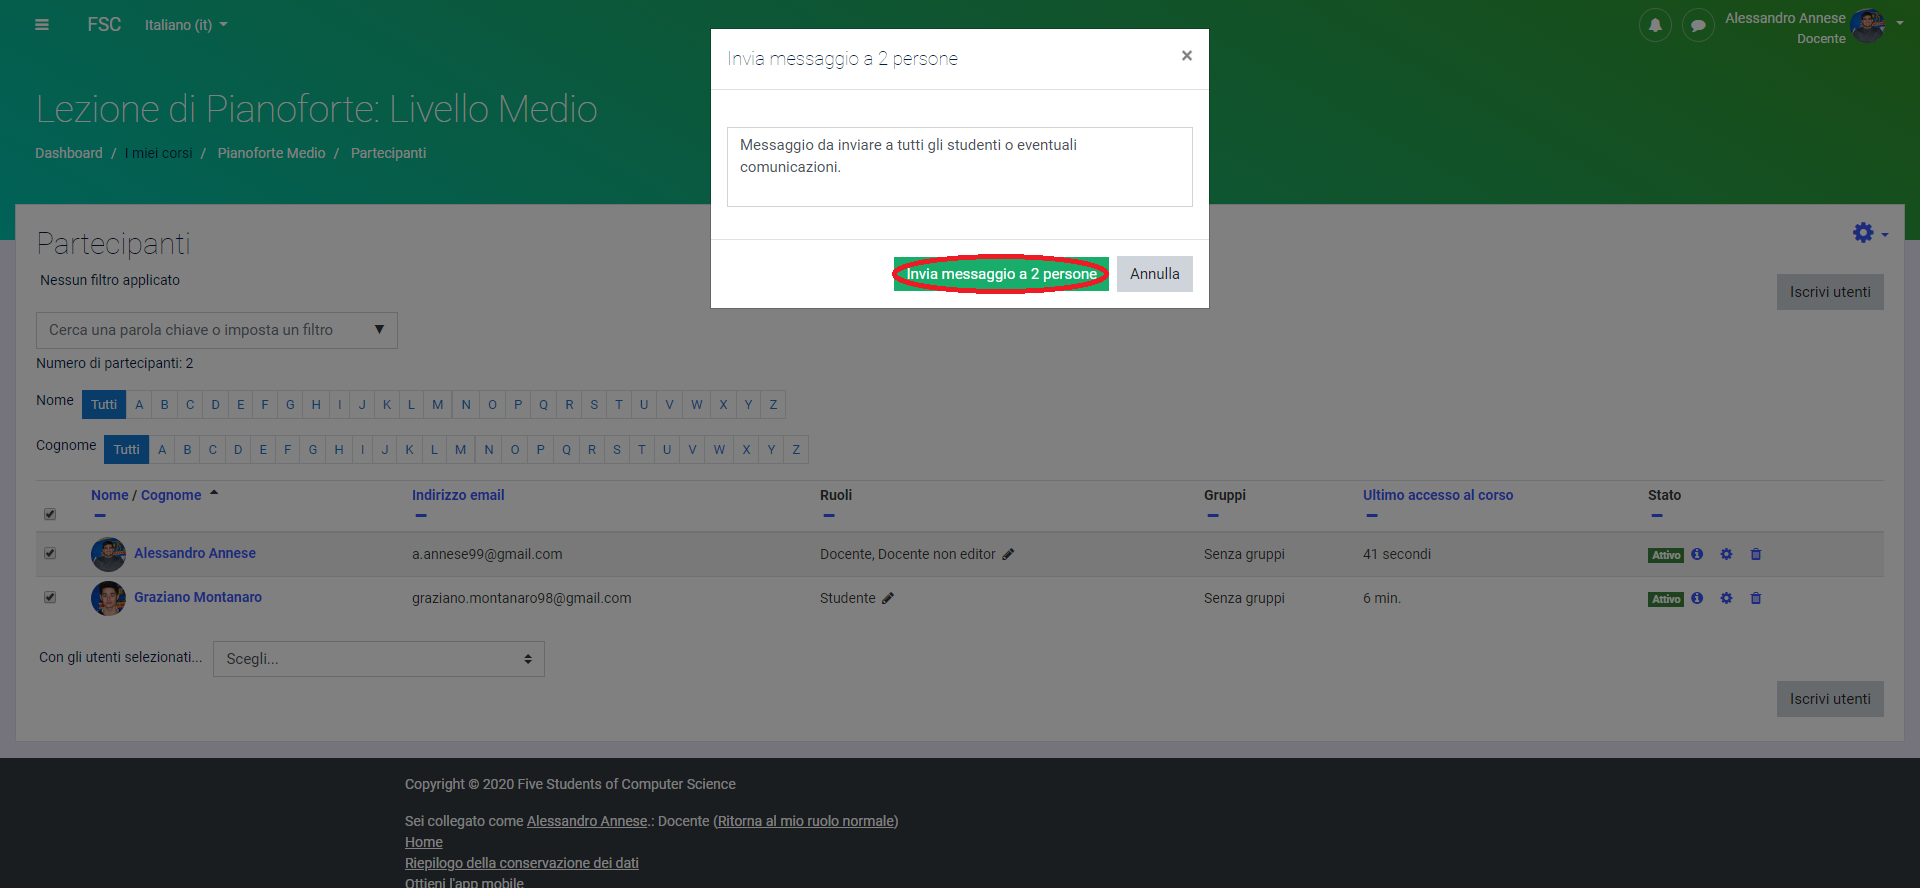 FSC Italiano (it)
Alessandro Annese
Docente
Lezione di Pianoforte: Livello Medio
Dashboard / I miei corsi / Pianoforte Medio / Partecipanti
Invia messaggio a 2 persone ×
Messaggio da inviare a tutti gli studenti o eventuali
comunicazioni.
Invia messaggio a 2 persone Annulla
Partecipanti
Nessun filtro applicato
Iscrivi utenti
Cerca una parola chiave o imposta un filtro ▼
Numero di partecipanti: 2
Nome Tutti A B C D E F G H I J K L M N O P Q R S T U V W X Y Z
Cognome Tutti A B C D E F G H I J K L M N O P Q R S T U V W X Y Z
Nome / Cognome Indirizzo email Ruoli Gruppi Ultimo accesso al corso Stato
Alessandro Annese a.annese99@gmail.com Docente, Docente non editor Senza gruppi 41 secondi Attivo
Graziano Montanaro graziano.montanaro98@gmail.com Studente Senza gruppi 6 min. Attivo
Con gli utenti selezionati... Scegli...
Iscrivi utenti
Copyright © 2020 Five Students of Computer Science
Sei collegato come Alessandro Annese.: Docente (Ritorna al mio ruolo normale)
Home
Riepilogo della conservazione dei dati
Ottieni l'app mobile